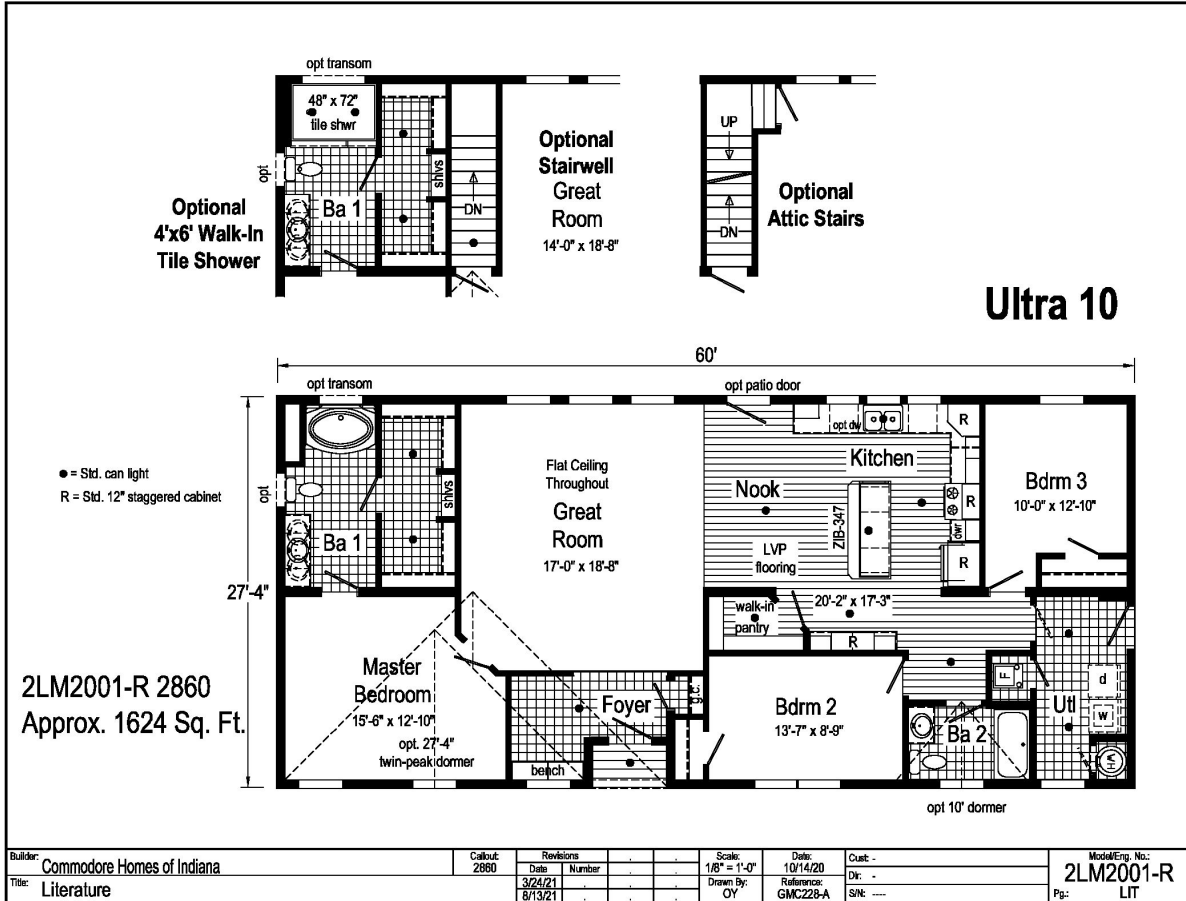 opt transom
48" x 72"
tile shwr
opt
Ba 1
shlvs
DN
Optional
4'x6' Walk-In
Tile Shower
Optional
Stairwell
Great
Room
14'-0" x 18'-8"
UP
DN
Optional
Attic Stairs
Ultra 10
60'
opt transom
opt patio door
27'-4"
● = Std. can light
R = Std. 12" staggered cabinet
opt
Ba 1
shlvs
Flat Ceiling
Throughout
Great
Room
17'-0" x 18'-8"
opt dw
R
Kitchen
Nook
ZIB-347
R
dwr
R
LVP
flooring
20'-2" x 17'-3"
walk-in
pantry
R
Bdrm 3
10'-0" x 12'-10"
Master
Bedroom
15'-6" x 12'-10"
opt. 27'-4"
twin-peak dormer
Foyer
bench
g.c.
Bdrm 2
13'-7" x 8'-9"
Ba 2
F
Utl
d
w
WH
opt 10' dormer
2LM2001-R 2860
Approx. 1624 Sq. Ft.
Builder: Commodore Homes of Indiana
Title: Literature
Callout:
2860
Revisions
Date Number
3/24/21
8/13/21
Scale:
1/8" = 1'-0"
Drawn By:
OY
Date:
10/14/20
Reference:
GMC228-A
Cust: -
Dir: -
S/N: ----
Model/Eng. No.:
2LM2001-R
Pg.: LIT